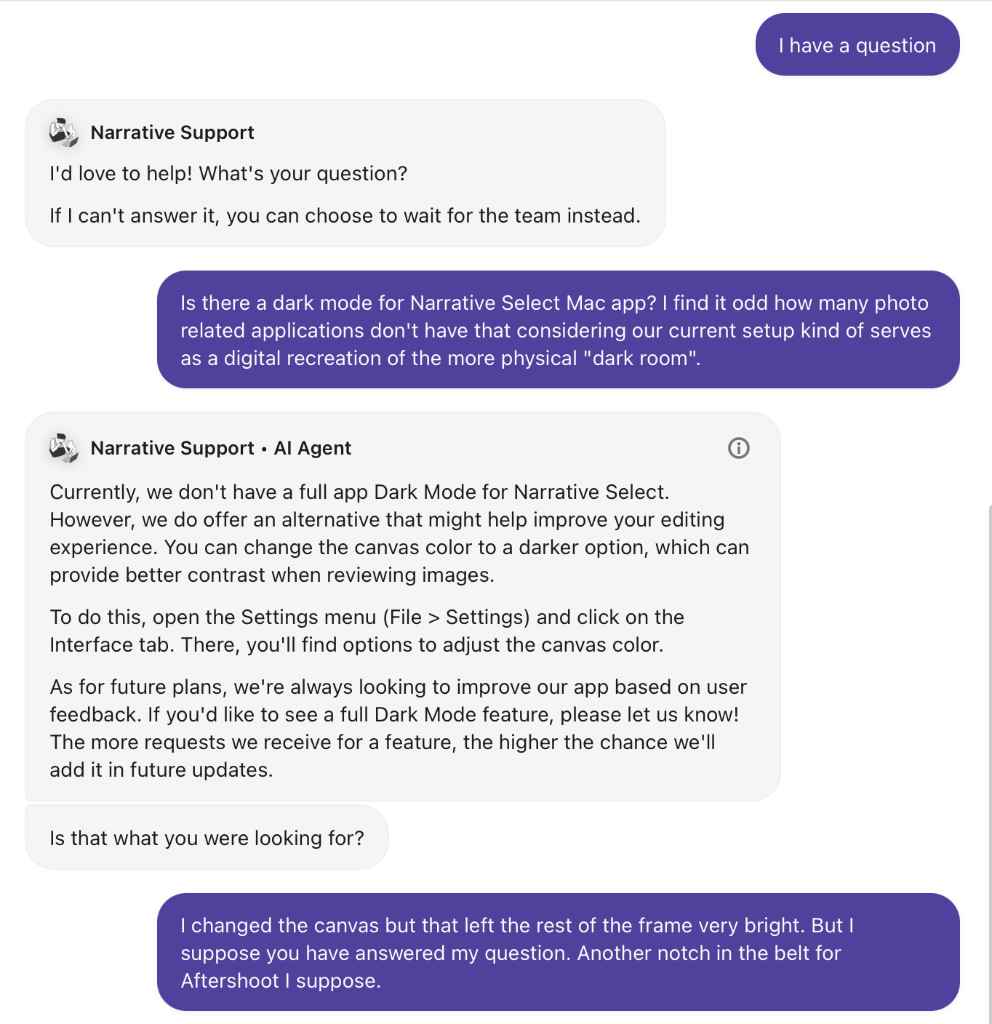 I have a question
Narrative Support
I'd love to help! What's your question?
If I can't answer it, you can choose to wait for the team instead.
Is there a dark mode for Narrative Select Mac app? I find it odd how many photo
related applications don't have that considering our current setup kind of serves
as a digital recreation of the more physical "dark room".
Narrative Support • AI Agent
Currently, we don't have a full app Dark Mode for Narrative Select.
However, we do offer an alternative that might help improve your editing
experience. You can change the canvas color to a darker option, which can
provide better contrast when reviewing images.
To do this, open the Settings menu (File > Settings) and click on the
Interface tab. There, you'll find options to adjust the canvas color.
As for future plans, we're always looking to improve our app based on user
feedback. If you'd like to see a full Dark Mode feature, please let us know!
The more requests we receive for a feature, the higher the chance we'll
add it in future updates.
Is that what you were looking for?
I changed the canvas but that left the rest of the frame very bright. But I
suppose you have answered my question. Another notch in the belt for
Aftershoot I suppose.